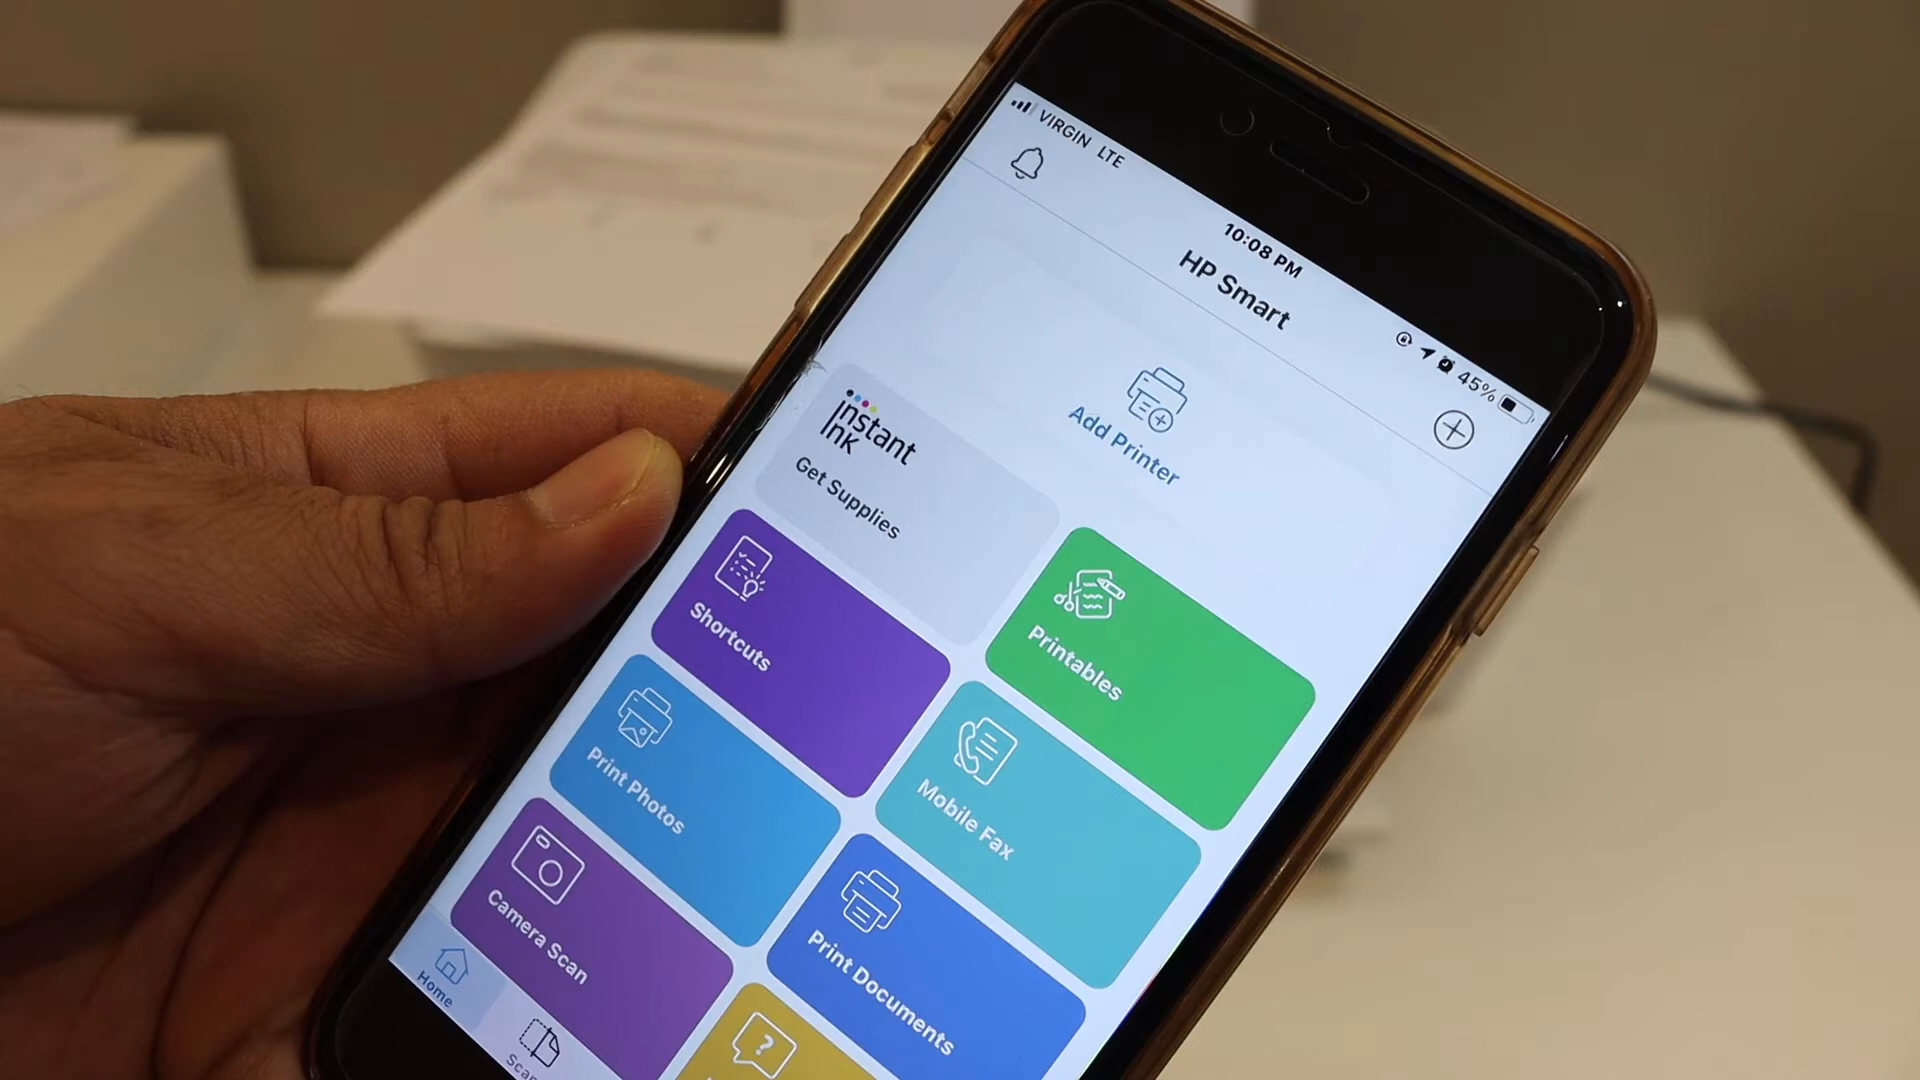 VIRGIN LTE
10:08 PM
45%
HP Smart
Add Printer
instant
ink
Get Supplies
Printables
Shortcuts
Mobile Fax
Print Photos
Print Documents
Camera Scan
?
Home